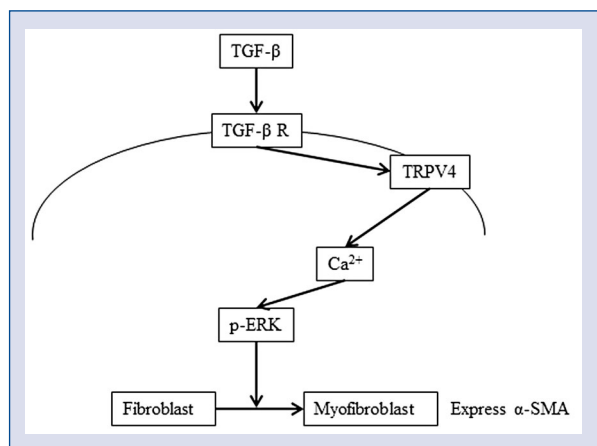 TGF-β
TGF-β R
TRPV4
Ca²⁺
p-ERK
Fibroblast
Myofibroblast
Express α-SMA